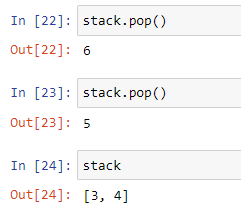 In [22]: stack.pop()
Out[22]: 6
In [23]: stack.pop()
Out[23]: 5
In [24]: stack
Out[24]: [3, 4]